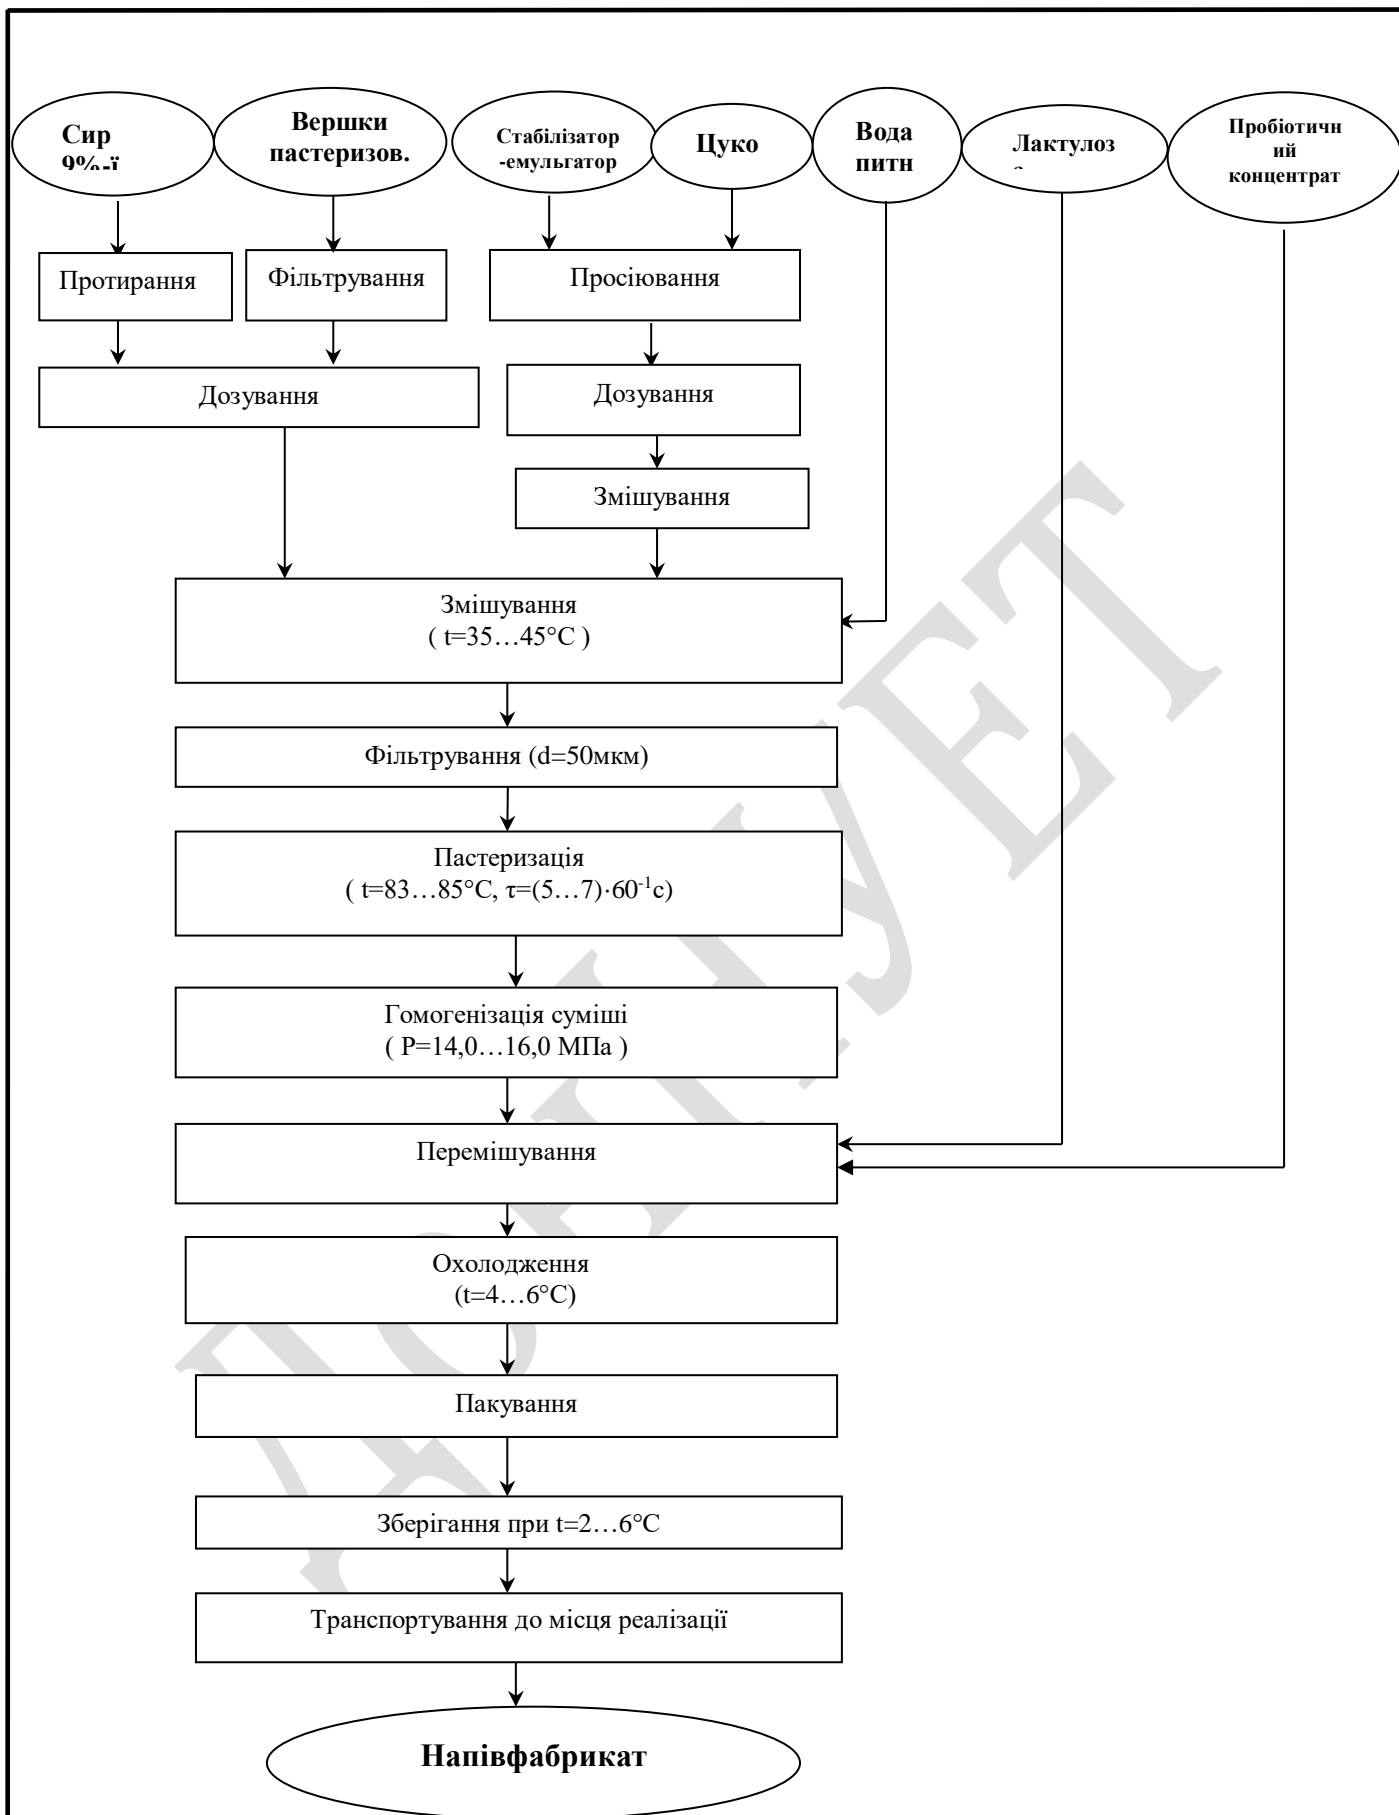 Сир
9%-ї
Вершки
пастеризов.
Стабілізатор
-емульгатор
Цуко
Вода
питн
Лактулоз
Пробіотичн
ий
концентрат
Протирання
Фільтрування
Просіювання
Дозування
Дозування
Змішування
Змішування
( t=35…45°С )
Фільтрування (d=50мкм)
Пастеризація
( t=83…85°С, τ=(5…7)·60⁻¹с)
Гомогенізація суміші
( Р=14,0…16,0 МПа )
Перемішування
Охолодження
(t=4…6°С)
Пакування
Зберігання при t=2…6°С
Транспортування до місця реалізації
Напівфабрикат
ДонНУЕТ